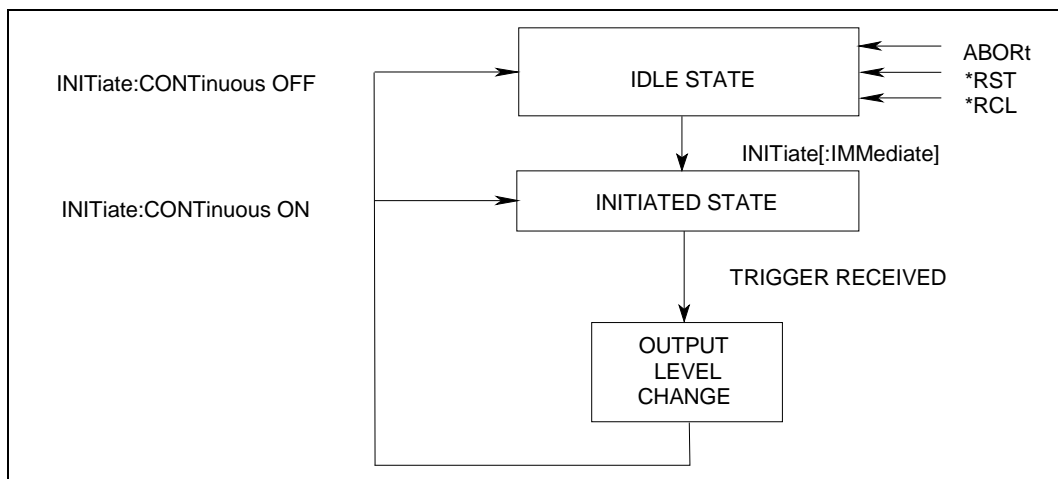 INITiate:CONTinuous OFF
IDLE STATE
ABORt
*RST
*RCL
INITiate[:IMMediate]
INITiate:CONTinuous ON
INITIATED STATE
TRIGGER RECEIVED
OUTPUT
LEVEL
CHANGE